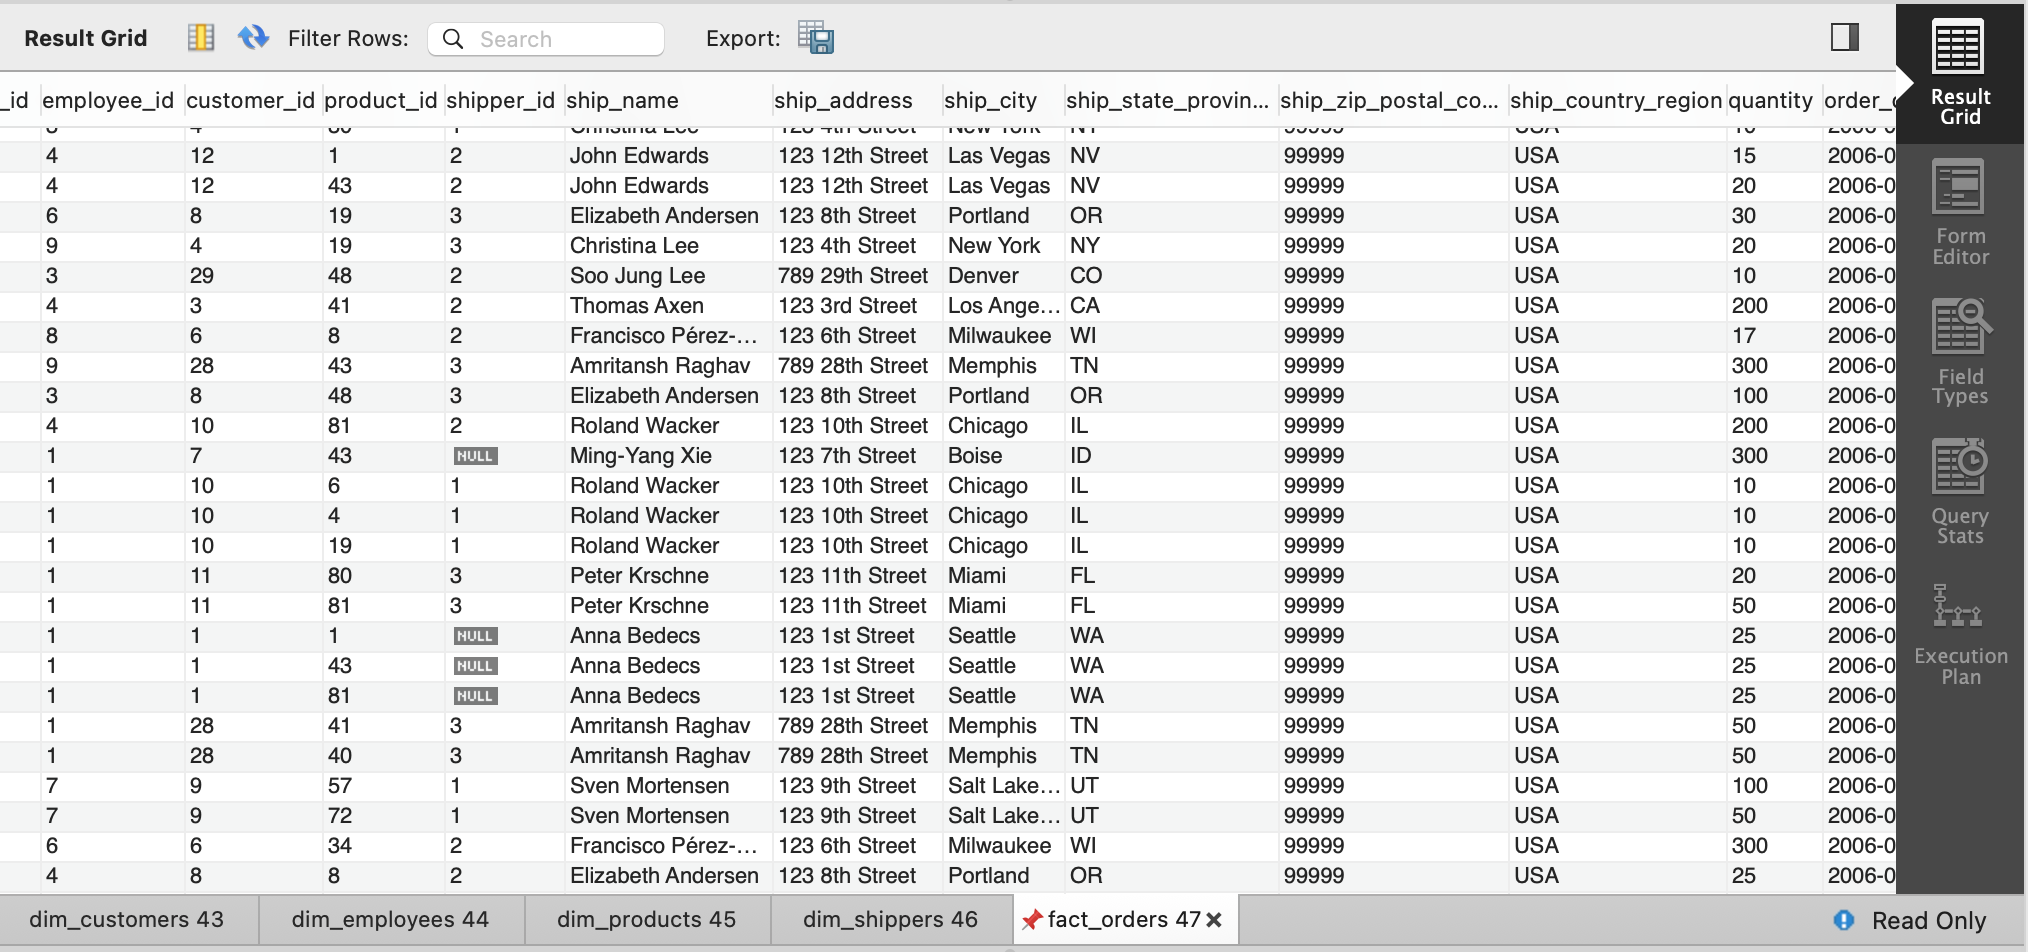 Result Grid Filter Rows: Search Export:
_id employee_id customer_id product_id shipper_id ship_name ship_address ship_city ship_state_provin... ship_zip_postal_co... ship_country_region quantity order_
4 12 1 2 John Edwards 123 12th Street Las Vegas NV 99999 USA 15 2006-0
4 12 43 2 John Edwards 123 12th Street Las Vegas NV 99999 USA 20 2006-0
6 8 19 3 Elizabeth Andersen 123 8th Street Portland OR 99999 USA 30 2006-0
9 4 19 3 Christina Lee 123 4th Street New York NY 99999 USA 20 2006-0
3 29 48 2 Soo Jung Lee 789 29th Street Denver CO 99999 USA 10 2006-0
4 3 41 2 Thomas Axen 123 3rd Street Los Ange... CA 99999 USA 200 2006-0
8 6 8 2 Francisco Pérez-... 123 6th Street Milwaukee WI 99999 USA 17 2006-0
9 28 43 3 Amritansh Raghav 789 28th Street Memphis TN 99999 USA 300 2006-0
3 8 48 3 Elizabeth Andersen 123 8th Street Portland OR 99999 USA 100 2006-0
4 10 81 2 Roland Wacker 123 10th Street Chicago IL 99999 USA 200 2006-0
1 7 43 NULL Ming-Yang Xie 123 7th Street Boise ID 99999 USA 300 2006-0
1 10 6 1 Roland Wacker 123 10th Street Chicago IL 99999 USA 10 2006-0
1 10 4 1 Roland Wacker 123 10th Street Chicago IL 99999 USA 10 2006-0
1 10 19 1 Roland Wacker 123 10th Street Chicago IL 99999 USA 10 2006-0
1 11 80 3 Peter Krschne 123 11th Street Miami FL 99999 USA 20 2006-0
1 11 81 3 Peter Krschne 123 11th Street Miami FL 99999 USA 50 2006-0
1 1 1 NULL Anna Bedecs 123 1st Street Seattle WA 99999 USA 25 2006-0
1 1 43 NULL Anna Bedecs 123 1st Street Seattle WA 99999 USA 25 2006-0
1 1 81 NULL Anna Bedecs 123 1st Street Seattle WA 99999 USA 25 2006-0
1 28 41 3 Amritansh Raghav 789 28th Street Memphis TN 99999 USA 50 2006-0
1 28 40 3 Amritansh Raghav 789 28th Street Memphis TN 99999 USA 50 2006-0
7 9 57 1 Sven Mortensen 123 9th Street Salt Lake... UT 99999 USA 100 2006-0
7 9 72 1 Sven Mortensen 123 9th Street Salt Lake... UT 99999 USA 50 2006-0
6 6 34 2 Francisco Pérez-... 123 6th Street Milwaukee WI 99999 USA 300 2006-0
4 8 8 2 Elizabeth Andersen 123 8th Street Portland OR 99999 USA 25 2006-0
dim_customers 43 dim_employees 44 dim_products 45 dim_shippers 46 fact_orders 47 Read Only
Result
Grid
Form
Editor
Field
Types
Query
Stats
Execution
Plan